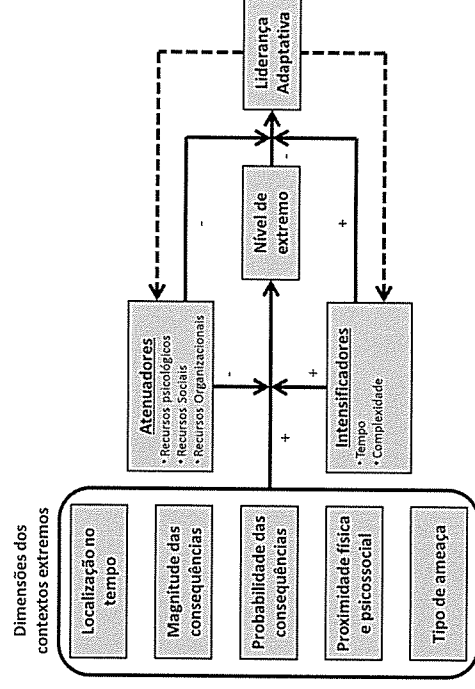 Dimensões dos
contextos extremos
Localização no
tempo
Magnitude das
consequências
Probabilidade das
consequências
Proximidade física
e psicossocial
Tipo de ameaça
+
Atenuadores
• Recursos psicológicos
• Recursos Sociais
• Recursos Organizacionais
-
+
Intensificadores
• Tempo
• Complexidade
Nível de
extremo
-
-
+
Liderança
Adaptativa